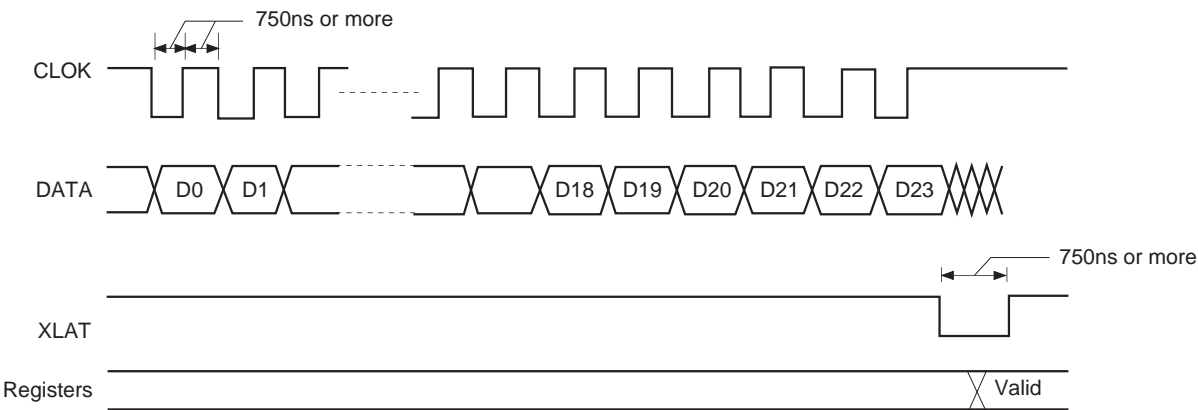 750ns or more
CLOK
DATA
D0 D1 D18 D19 D20 D21 D22 D23
750ns or more
XLAT
Registers
Valid